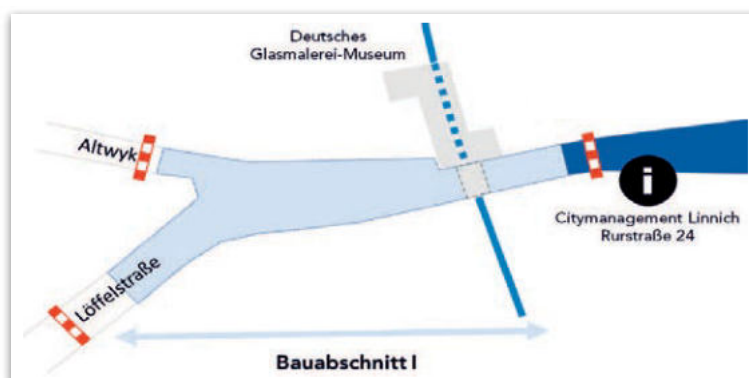 Deutsches
Glasmalerei-Museum
Altwyk
i
Citymanagement Linnich
Rurstraße 24
Löffelstraße
Bauabschnitt I